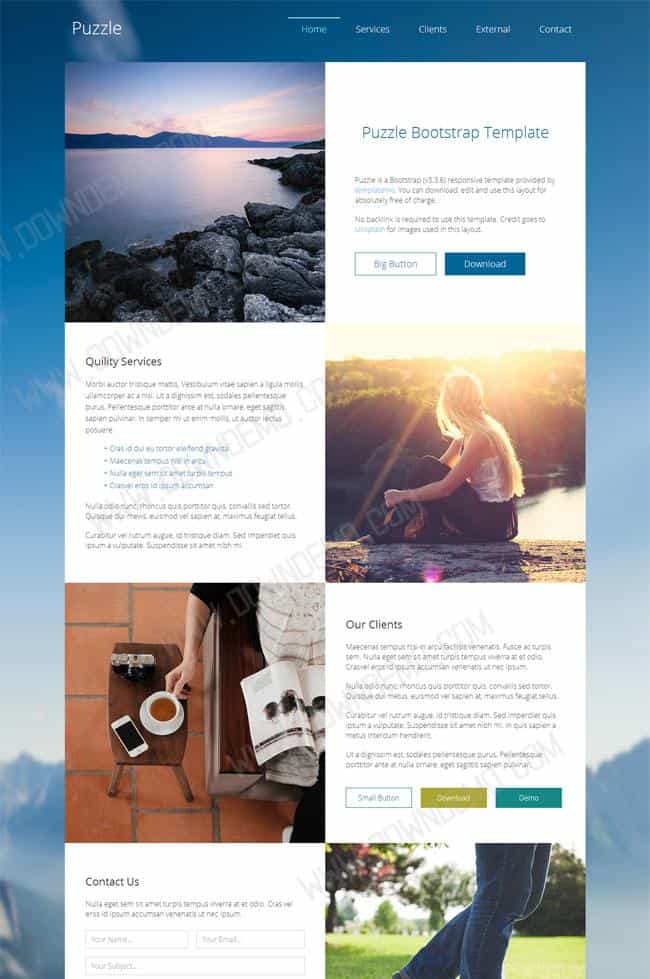 Puzzle
Home Services Clients External Contact
Puzzle Bootstrap Template
Puzzle is a Bootstrap (v3.3.6) responsive template provided by
templatemo. You can download, edit and use this layout for
absolutely free of charge.
No backlink is required to use this template. Credit goes to
Unsplash for images used in this layout.
Big Button Download
Quility Services
Morbi auctor tristique mattis. Vestibulum vitae sapien a ligula mollis
ullamcorper ac a nisi. Ut a dignissim est, sodales pellentesque
purus. Pellentesque porttitor ante at nulla ornare, eget sagittis
sapien pulvinar. In semper mi ut enim mollis, ut auctor lectus
posuere.
• Cras id dui eu tortor eleifend gravida
• Maecenas tempus nisi in arcu
• Nulla eget sem sit amet turpis tempus
• Crasvel eros id ipsum accumsan
Nulla odio nunc, rhoncus quis porttitor quis, convallis sed tortor.
Quisque dui metus, euismod vel sapien at, maximus feugiat tellus.
Curabitur vel rutrum augue, id tristique diam. Sed imperdiet quis
ipsum a vulputate. Suspendisse sit amet nibh mi.
Our Clients
Maecenas tempus nisi in arcu facilisis venenatis. Fusce ac turpis
sem. Nulla eget sem sit amet turpis tempus viverra at et odio.
Crasvel eros id ipsum accumsan venenatis ut nec tortor.
Nulla odio nunc, rhoncus quis porttitor quis, convallis sed tortor.
Quisque dui metus, euismod vel sapien at, maximus feugiat tellus.
Curabitur vel rutrum augue, id tristique diam. Sed imperdiet quis
ipsum a vulputate. Suspendisse sit amet nibh mi. In quis sapien a
metus interdum hendrerit.
Ut a dignissim est, sodales pellentesque purus. Pellentesque
porttitor ante at nulla ornare, eget sagittis sapien pulvinar.
Small Button Download Demo
Contact Us
Nulla eget sem sit amet turpis tempus viverra at et odio. Cras vel
eros id ipsum accumsan venenatis ut nec tortor.
Your Name... Your Email...
Your Subject...
WWW.DOWNDEMO.COM